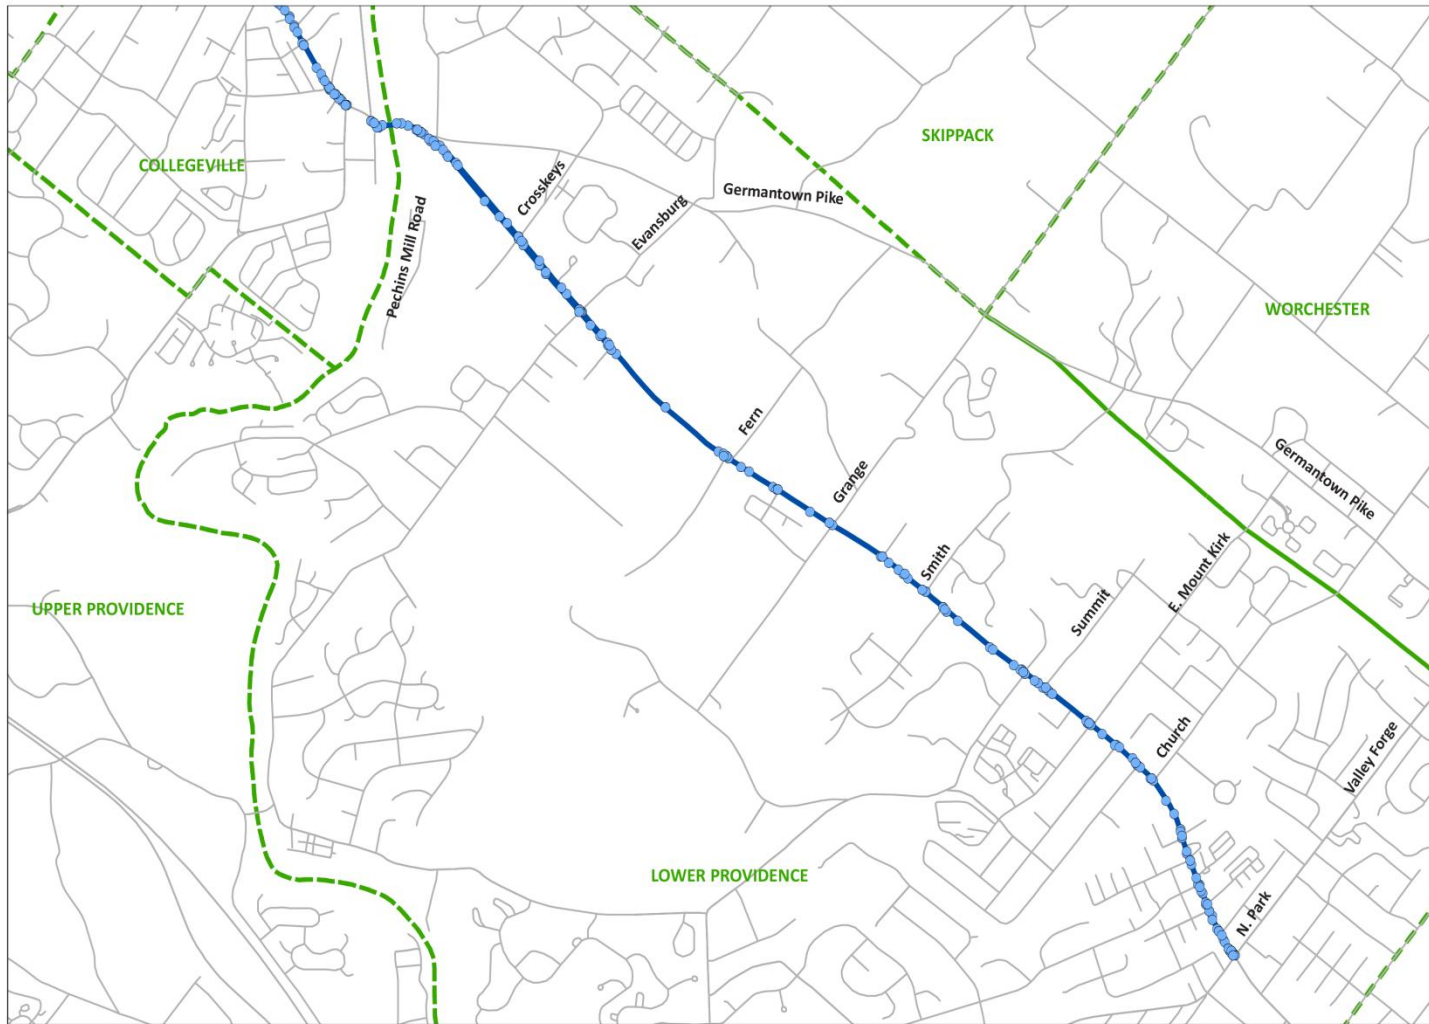 SKIPPACK
COLLEGEVILLE
Crosskeys
Germantown Pike
Evansburg
Pechins Mill Road
WORCHESTER
Fern
Germantown Pike
Grange
Smith
E. Mount Kirk
Summit
UPPER PROVIDENCE
Church
Valley Forge
LOWER PROVIDENCE
N. Park